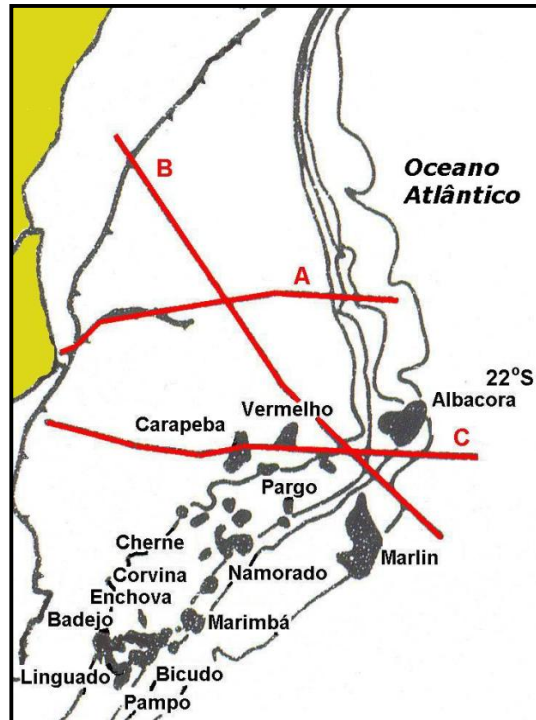 B
Oceano
Atlântico
A
22°S
Albacora
Vermelho
Carapeba
C
Pargo
Cherne
Marlin
Namorado
Corvina
Enchova
Badejo
Marimbá
Linguado
Bicudo
Pampo